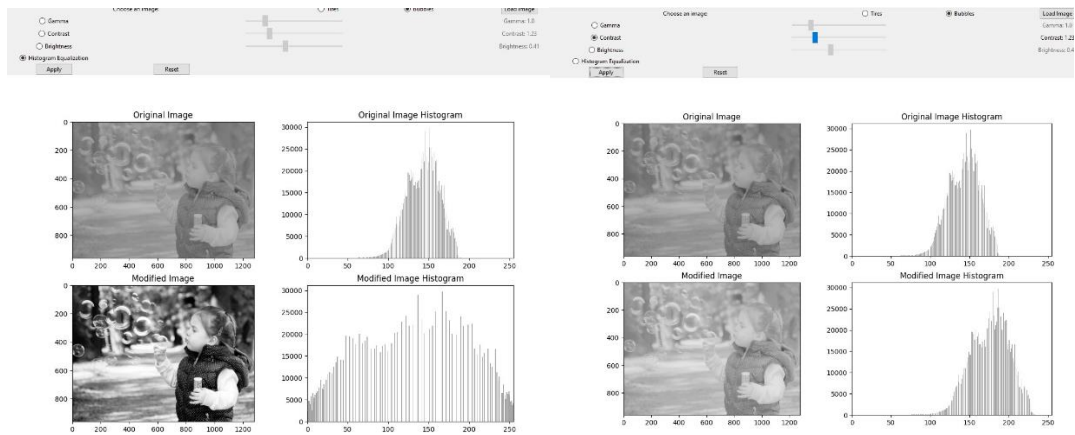 Choose an image:
Tires
Bubbles
Load Image
Gamma
Gamma: 1.0
Contrast
Contrast: 1.23
Brightness
Brightness: 0.41
Histogram Equalization
Apply
Reset
Original Image
Original Image Histogram
0
200
400
600
800
0 200 400 600 800 1000 1200
30000
25000
20000
15000
10000
5000
0
0 50 100 150 200 250
Modified Image
Modified Image Histogram
0
200
400
600
800
0 200 400 600 800 1000 1200
30000
25000
20000
15000
10000
5000
0
0 50 100 150 200 250
Choose an image
Tires
Bubbles
Load Image
Gamma
Gamma: 1.0
Contrast
Contrast: 1.23
Brightness
Brightness: 0.4
Histogram Equalization
Apply
Reset
Original Image
Original Image Histogram
0
200
400
600
800
0 200 400 600 800 1000 1200
30000
25000
20000
15000
10000
5000
0
0 50 100 150 200 250
Modified Image
Modified Image Histogram
0
200
400
600
800
0 200 400 600 800 1000 1200
30000
25000
20000
15000
10000
5000
0
0 50 100 150 200 250